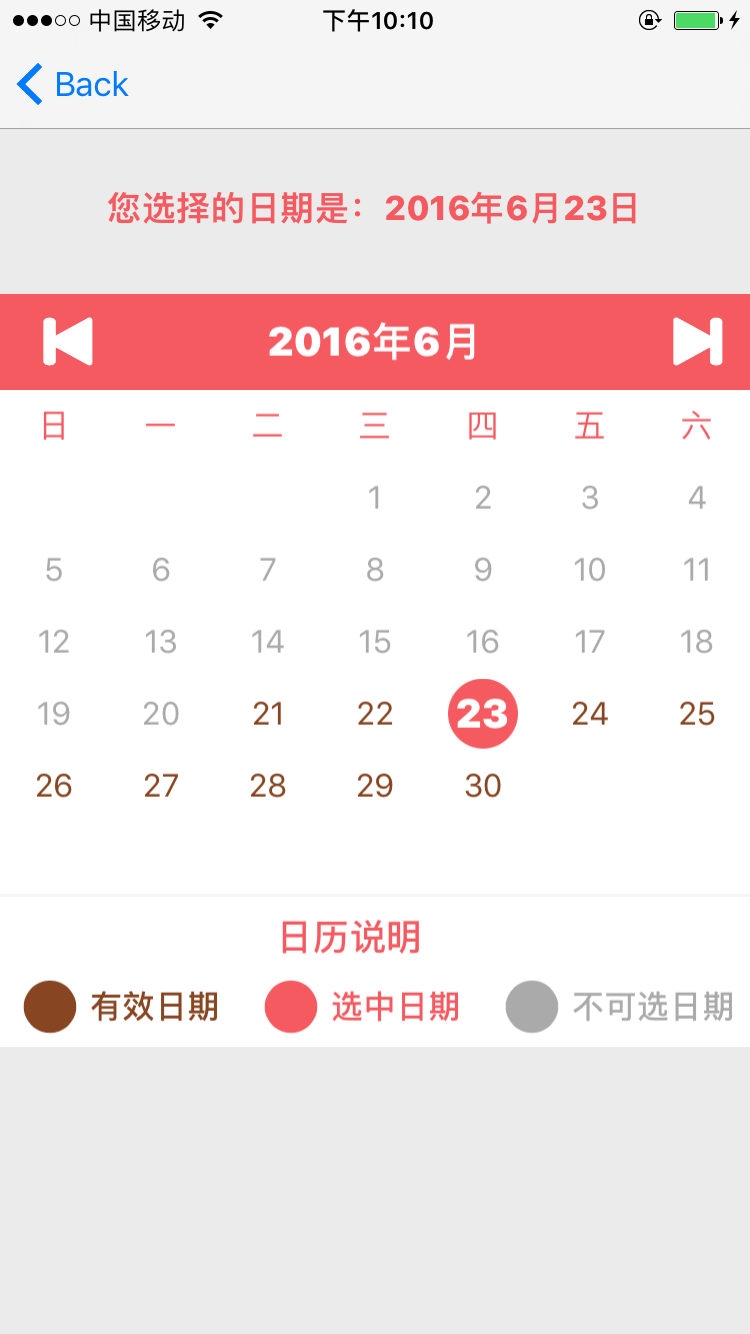 中国移动 下午10:10
Back
您选择的日期是：2016年6月23日
2016年6月
日 一 二 三 四 五 六
1 2 3 4
5 6 7 8 9 10 11
12 13 14 15 16 17 18
19 20 21 22 23 24 25
26 27 28 29 30
日历说明
有效日期 选中日期 不可选日期